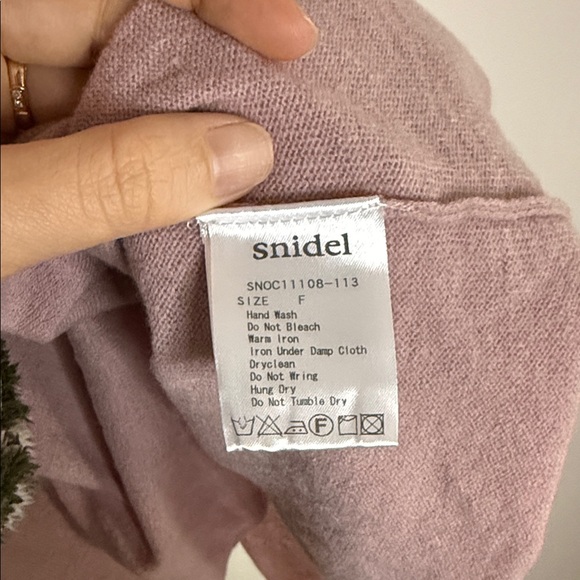 snidel
SNOC11108-113
SIZE F
Hand Wash
Do Not Bleach
Warm Iron
Iron Under Damp Cloth
Dryclean
Do Not Wring
Hung Dry
Do Not Tumble Dry
F